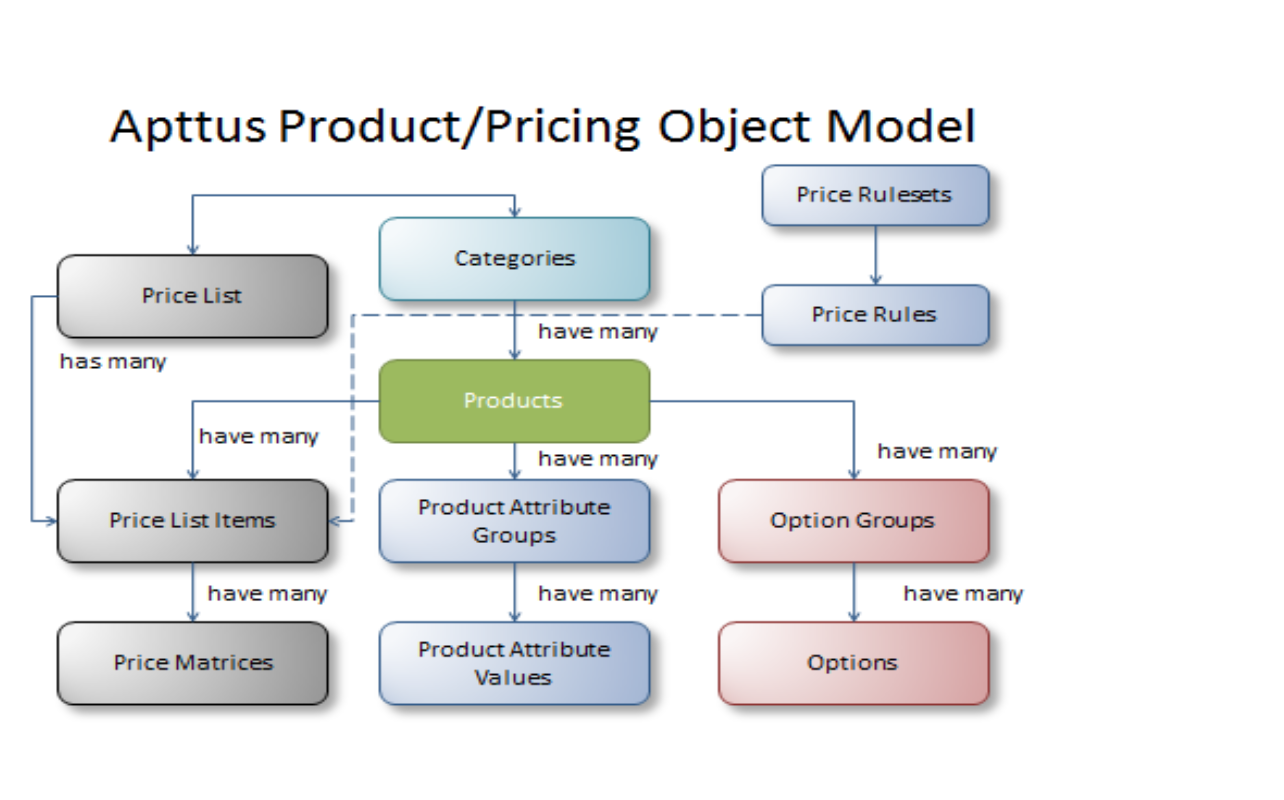 Apttus Product/Pricing Object Model
Price Rulesets
Categories
Price List
Price Rules
have many
has many
Products
have many
have many
have many
Price List Items
Product Attribute
Groups
Option Groups
have many
have many
have many
Price Matrices
Product Attribute
Values
Options